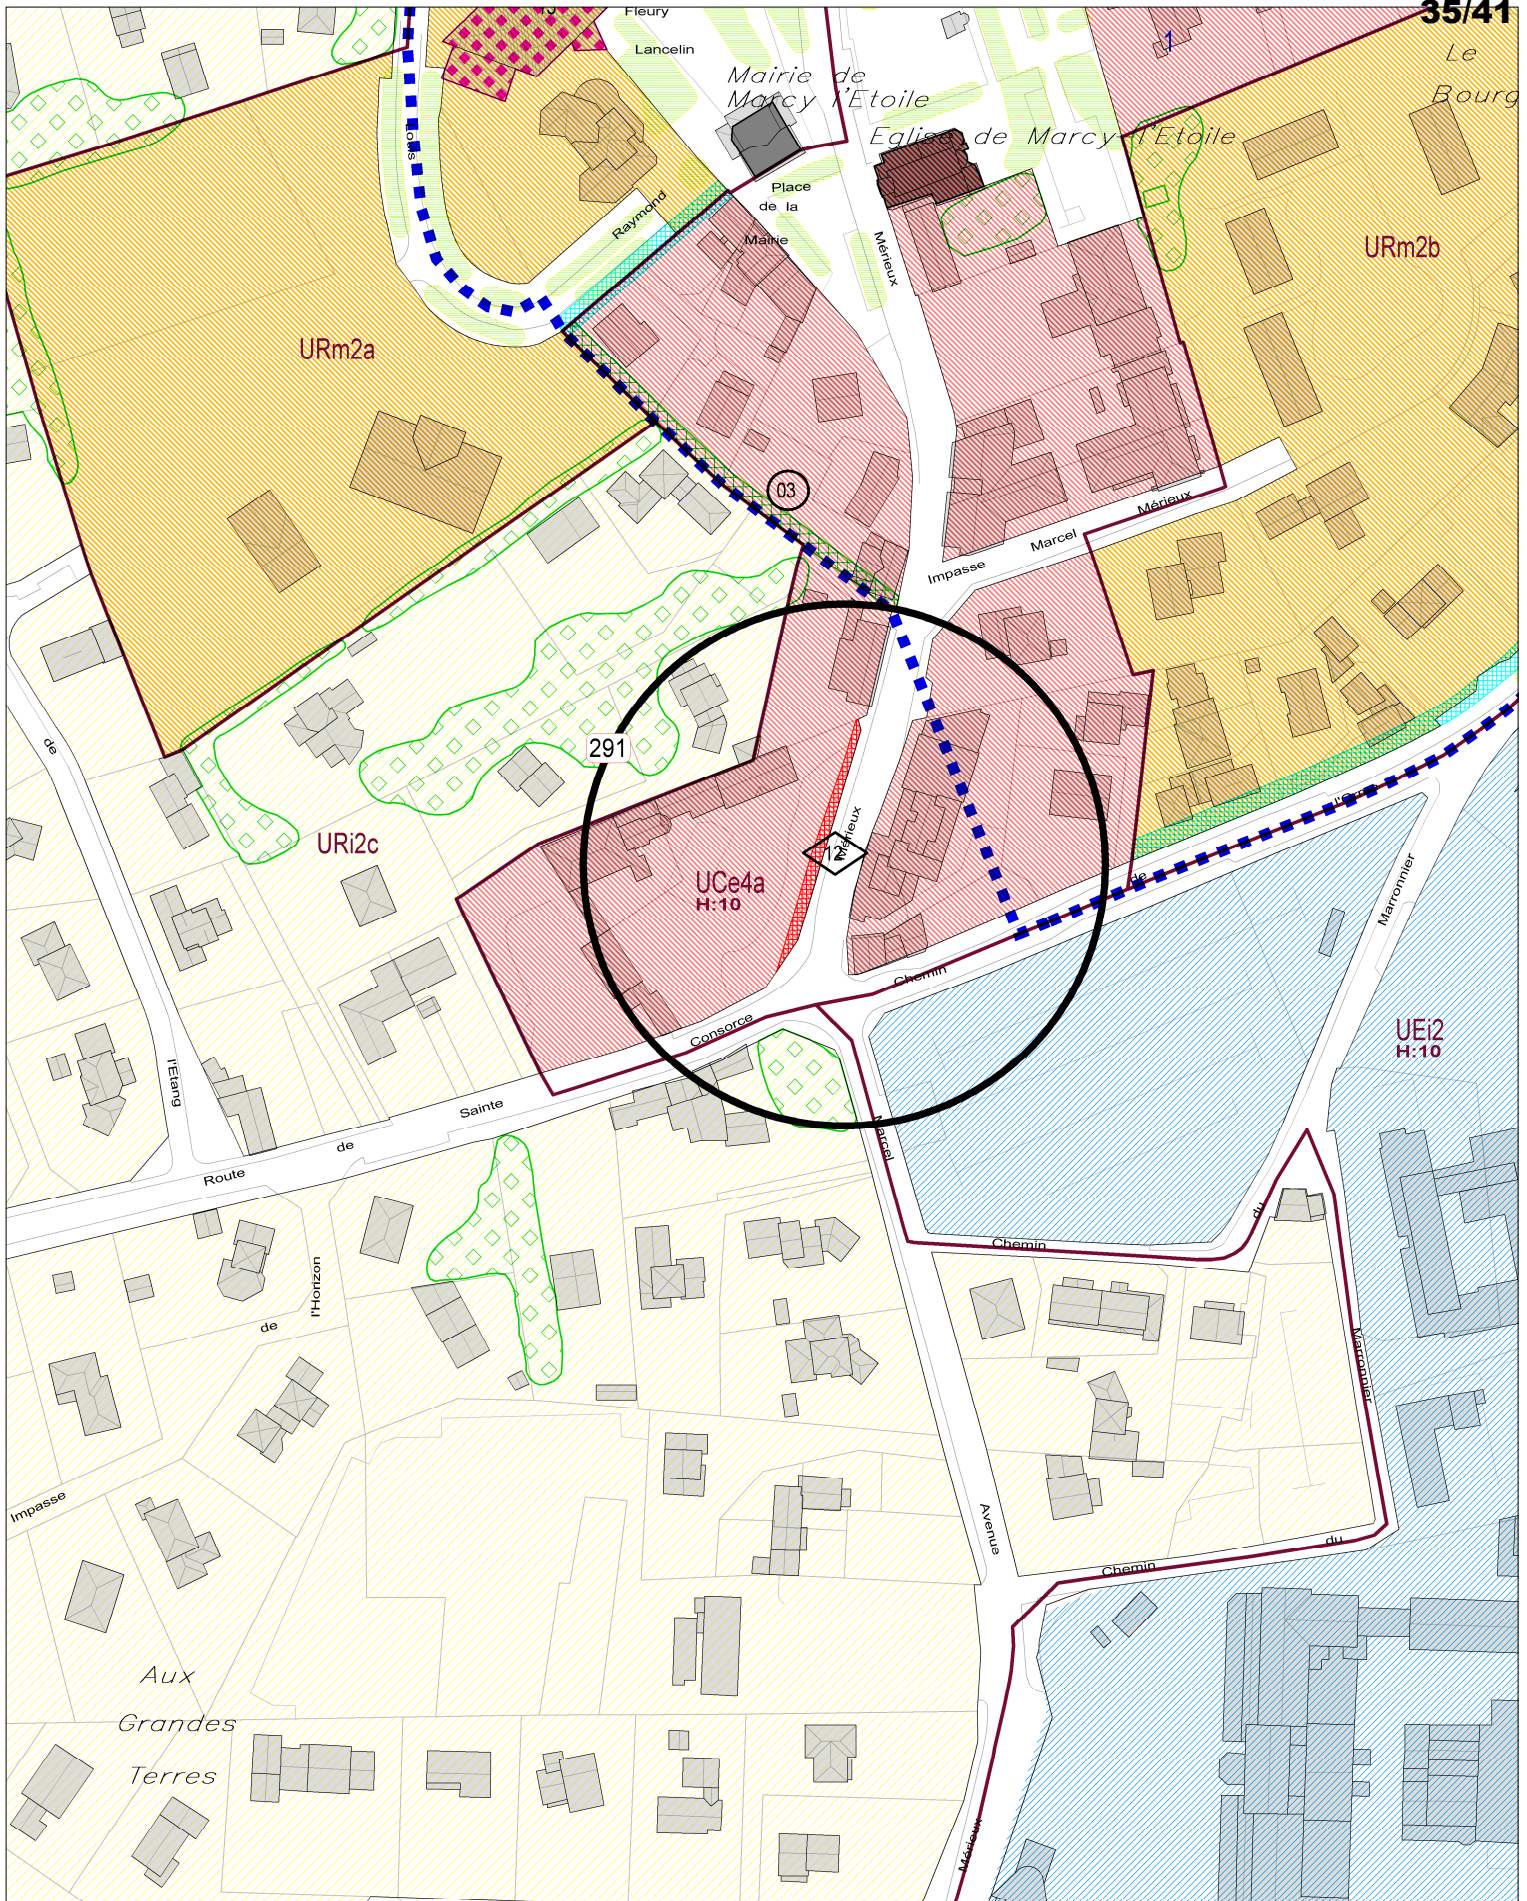 35/41
Fleury
Lancelin
1
Le
Bourg
Mairie de
Marcy l'Etoile
Eglise de Marcy-l'Etoile
Louis
Raymond
Place
de la
Mairie
Mérieux
URm2b
URm2a
03
Impasse
Marcel
Mérieux
291
de
l'Orme
de
Mérieux
URi2c
UCe4a
H:10
Marronnier
Chemin
Consorce
UEi2
H:10
l'Etang
Sainte
de
Route
Marcel
du
Chemin
l'Horizon
de
Marronnier
Impasse
Avenue
du
Chemin
Aux
Grandes
Terres
Mérieux